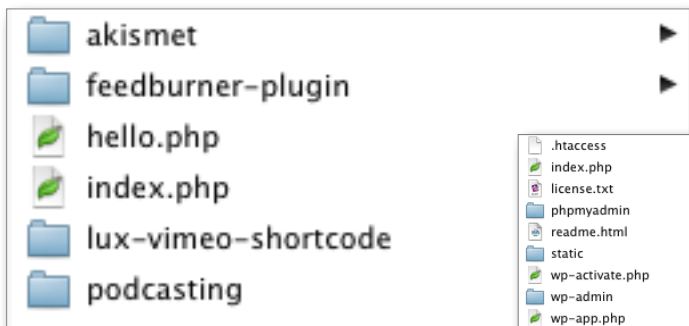 akismet
feedburner-plugin
hello.php
index.php
lux-vimeo-shortcode
podcasting
.htaccess
index.php
license.txt
phpmyadmin
readme.html
static
wp-activate.php
wp-admin
wp-app.php